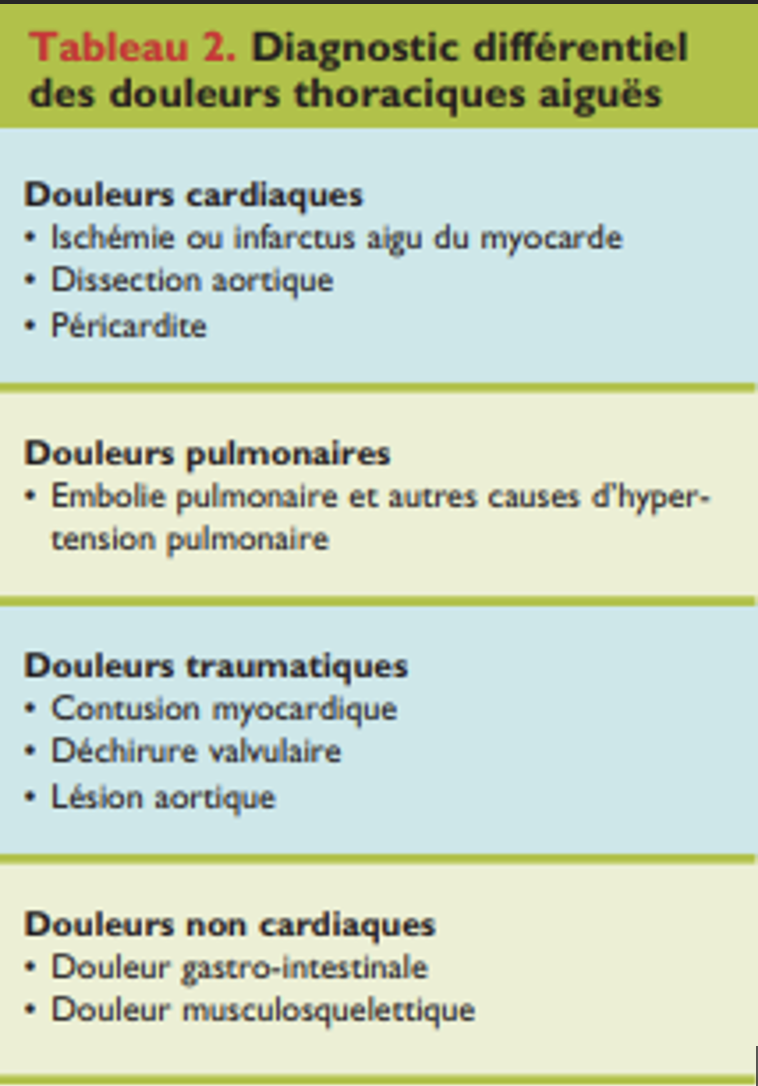 Tableau 2. Diagnostic différentiel
des douleurs thoraciques aiguës
Douleurs cardiaques
• Ischémie ou infarctus aigu du myocarde
• Dissection aortique
• Péricardite
Douleurs pulmonaires
• Embolie pulmonaire et autres causes d'hyper-
tension pulmonaire
Douleurs traumatiques
• Contusion myocardique
• Déchirure valvulaire
• Lésion aortique
Douleurs non cardiaques
• Douleur gastro-intestinale
• Douleur musculosquelettique